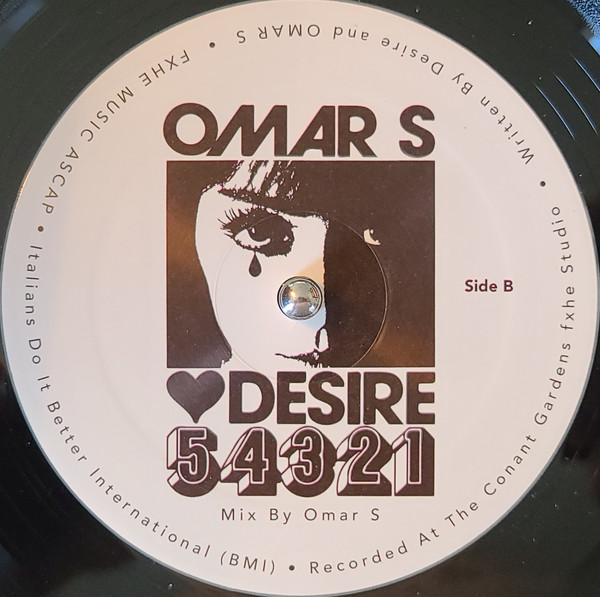 OMAR S
♥DESIRE
54321
Mix By Omar S
Side B
Written By Desire and OMAR S • FXHE MUSIC ASCAP • Italians Do It Better International (BMI) • Recorded At The Conant Gardens fxhe Studio •